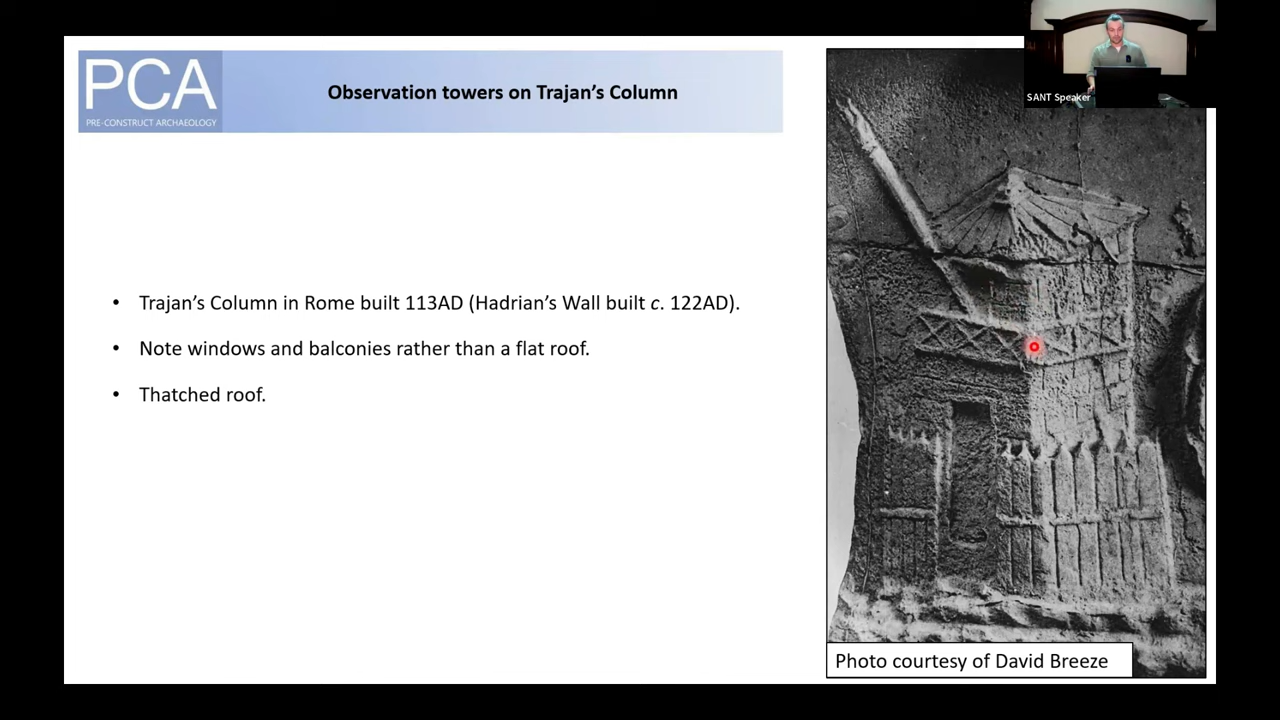 PCA
PRE-CONSTRUCT ARCHAEOLOGY
Observation towers on Trajan's Column
SANT Speaker
• Trajan's Column in Rome built 113AD (Hadrian's Wall built c. 122AD).
• Note windows and balconies rather than a flat roof.
• Thatched roof.
Photo courtesy of David Breeze